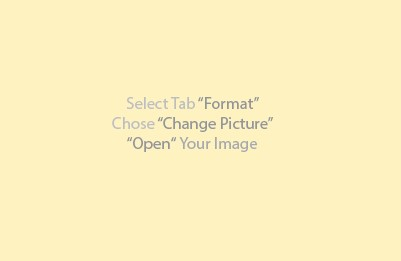 Select Tab “Format”
Chose “Change Picture”
“Open“ Your Image